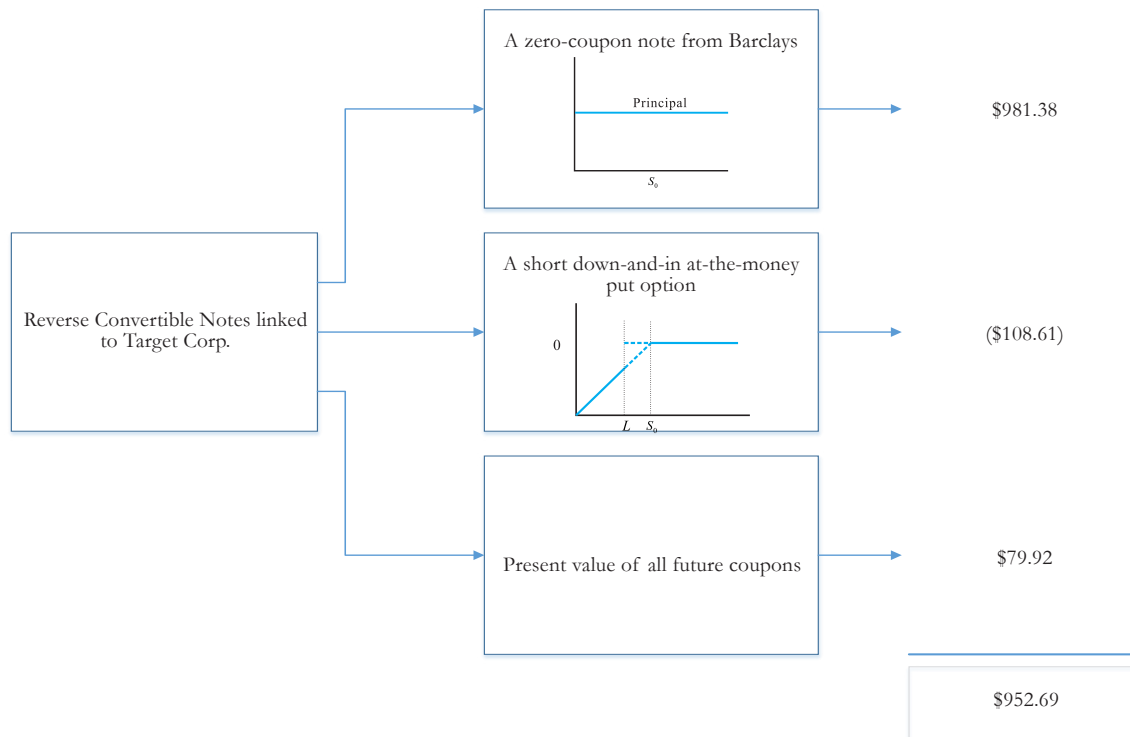 A zero-coupon note from Barclays
Principal
S₀
$981.38
Reverse Convertible Notes linked
to Target Corp.
A short down-and-in at-the-money
put option
0
L S₀
($108.61)
Present value of all future coupons
$79.92
$952.69